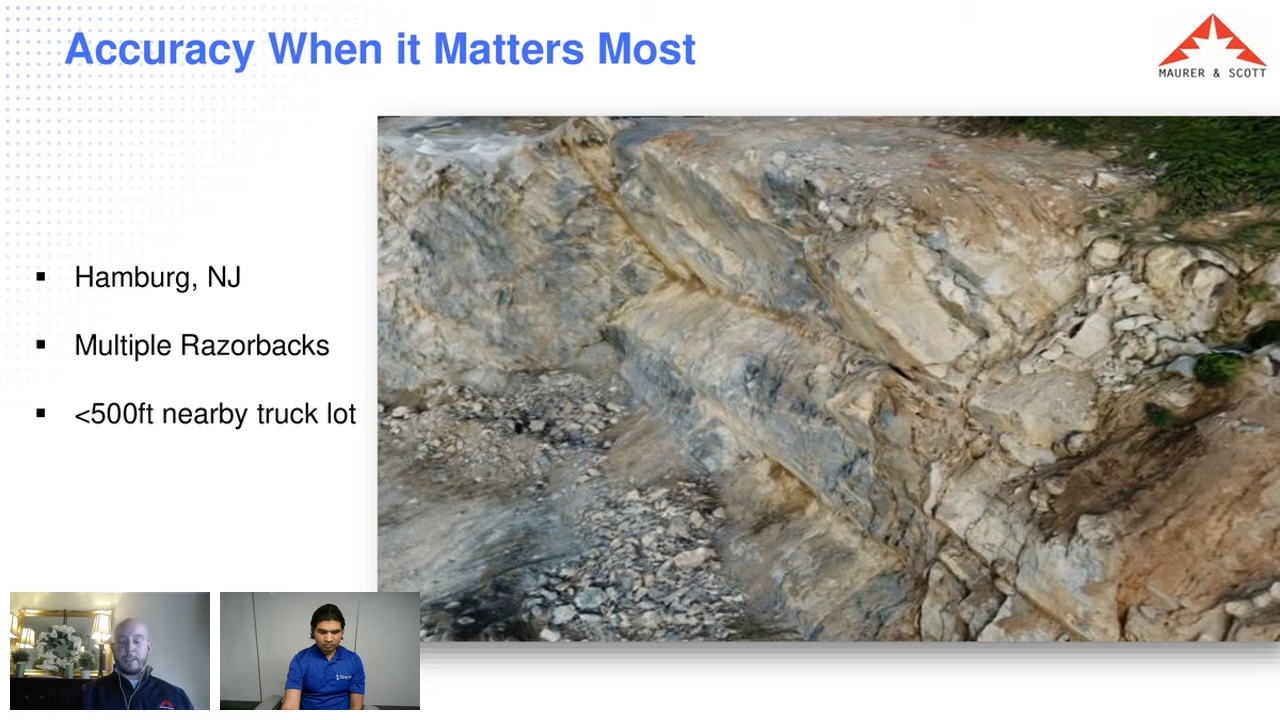 Accuracy When it Matters Most
MAURER & SCOTT
Hamburg, NJ
Multiple Razorbacks
<500ft nearby truck lot